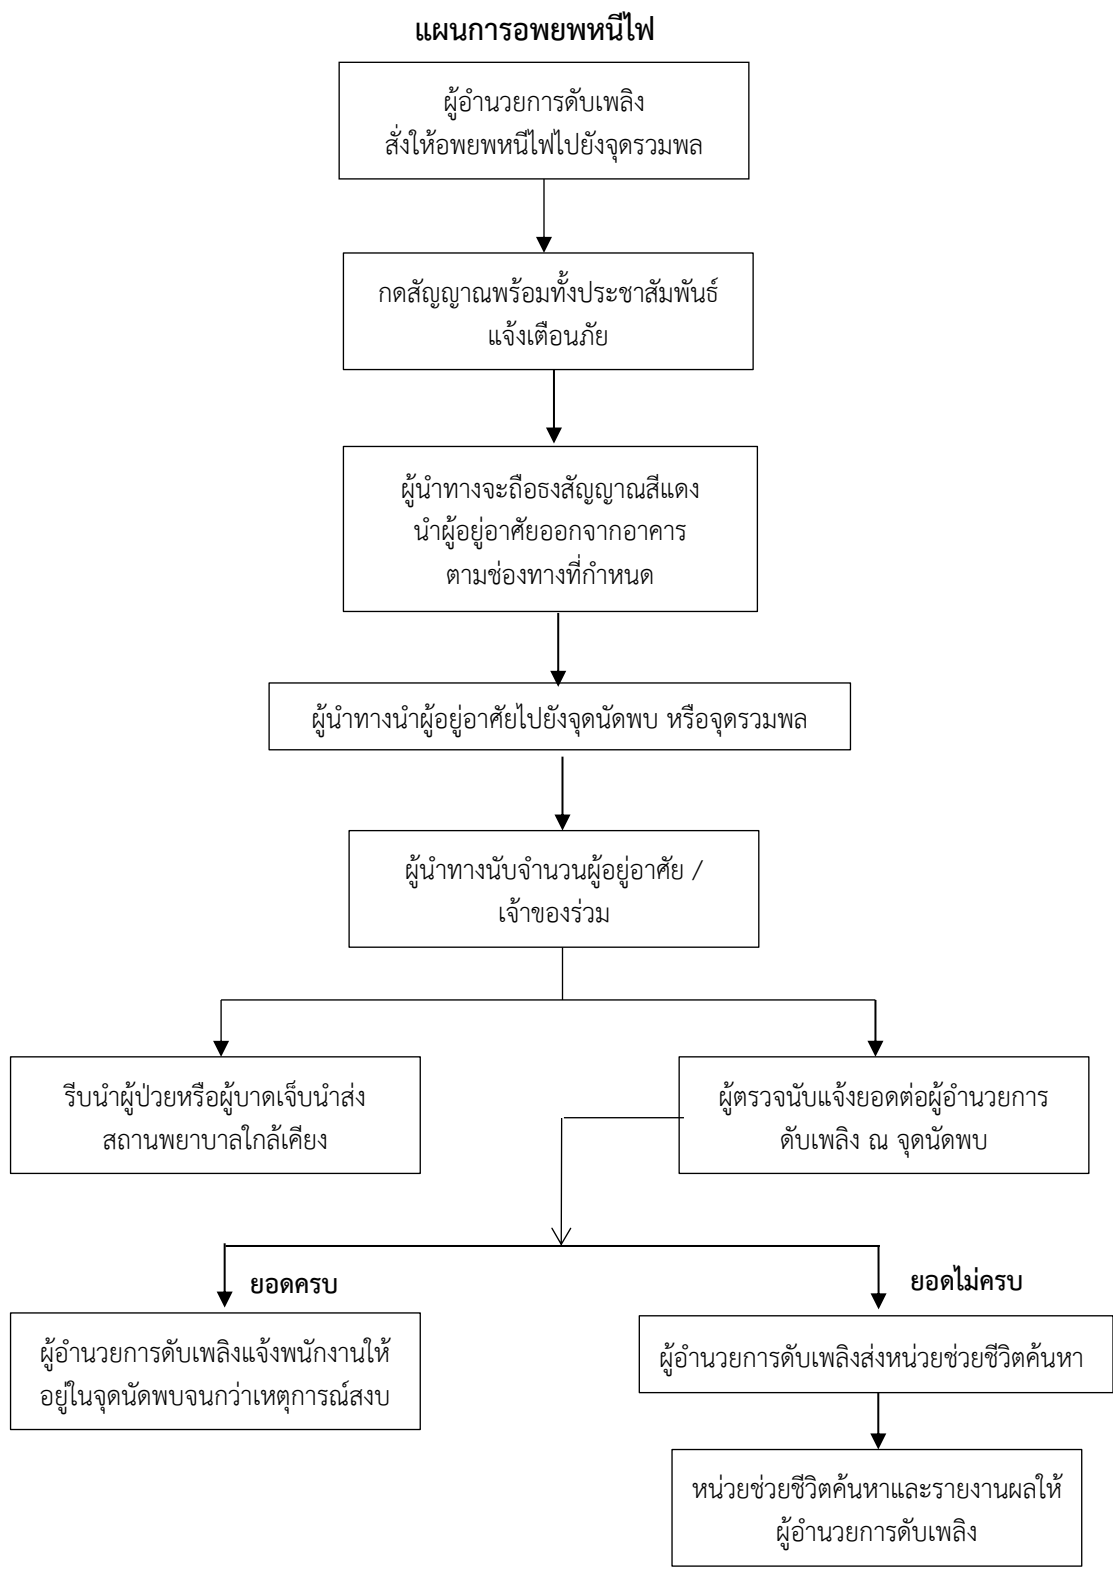 แผนการอพยพหนีไฟ
ผู้อำนวยการดับเพลิง
สั่งให้อพยพหนีไฟไปยังจุดรวมพล
กดสัญญาณพร้อมทั้งประชาสัมพันธ์
แจ้งเตือนภัย
ผู้นำทางจะถือธงสัญญาณสีแดง
นำผู้อยู่อาศัยออกจากอาคาร
ตามช่องทางที่กำหนด
ผู้นำทางนำผู้อยู่อาศัยไปยังจุดนัดพบ หรือจุดรวมพล
ผู้นำทางนับจำนวนผู้อยู่อาศัย /
เจ้าของร่วม
รีบนำผู้ป่วยหรือผู้บาดเจ็บนำส่ง
สถานพยาบาลใกล้เคียง
ผู้ตรวจนับแจ้งยอดต่อผู้อำนวยการ
ดับเพลิง ณ จุดนัดพบ
ยอดครบ
ยอดไม่ครบ
ผู้อำนวยการดับเพลิงแจ้งพนักงานให้
อยู่ในจุดนัดพบจนกว่าเหตุการณ์สงบ
ผู้อำนวยการดับเพลิงส่งหน่วยช่วยชีวิตค้นหา
หน่วยช่วยชีวิตค้นหาและรายงานผลให้
ผู้อำนวยการดับเพลิง